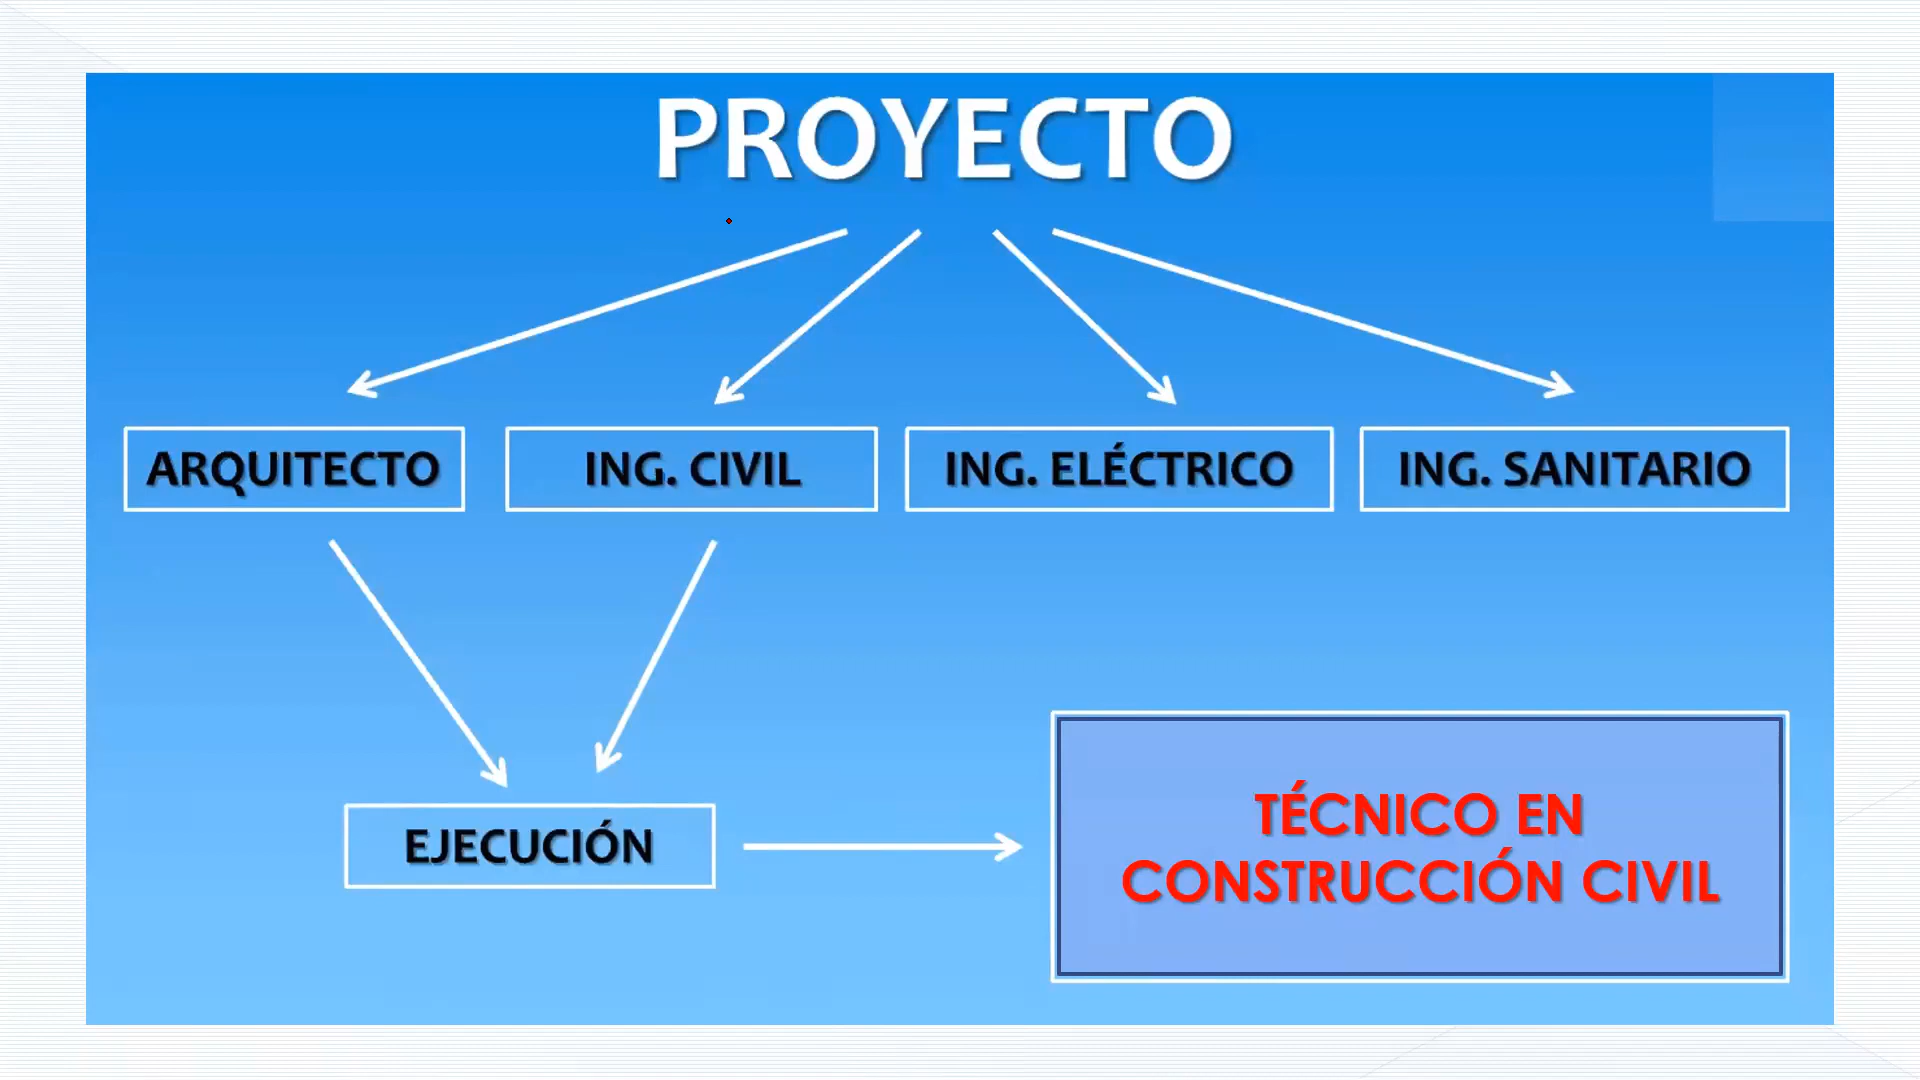 PROYECTO
ARQUITECTO
ING. CIVIL
ING. ELÉCTRICO
ING. SANITARIO
EJECUCIÓN
TÉCNICO EN
CONSTRUCCIÓN CIVIL